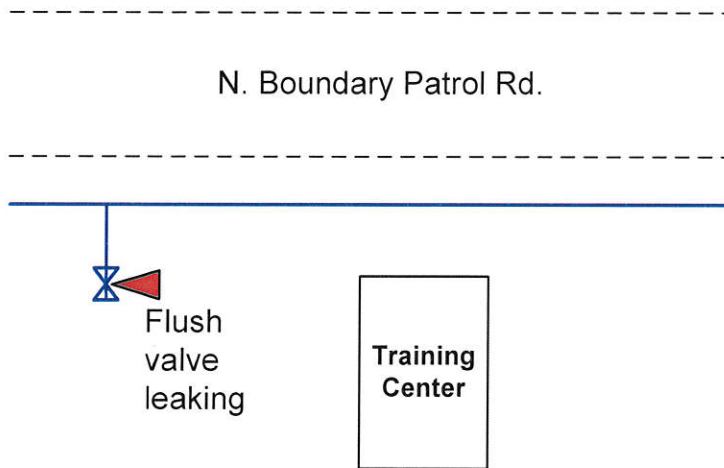 N. Boundary Patrol Rd.
Flush
valve
leaking
Training
Center